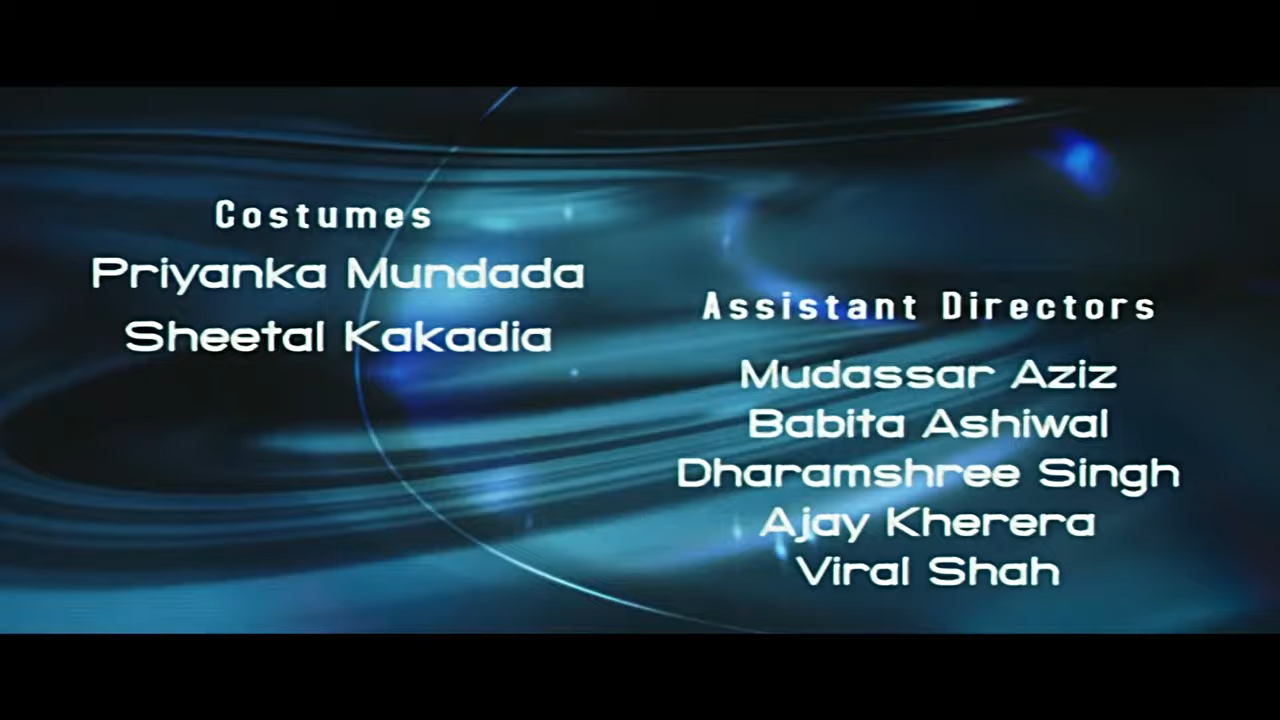 Costumes
Priyanka Mundada
Sheetal Kakadia
Assistant Directors
Mudassar Aziz
Babita Ashiwal
Dharamshree Singh
Ajay Kherera
Viral Shah